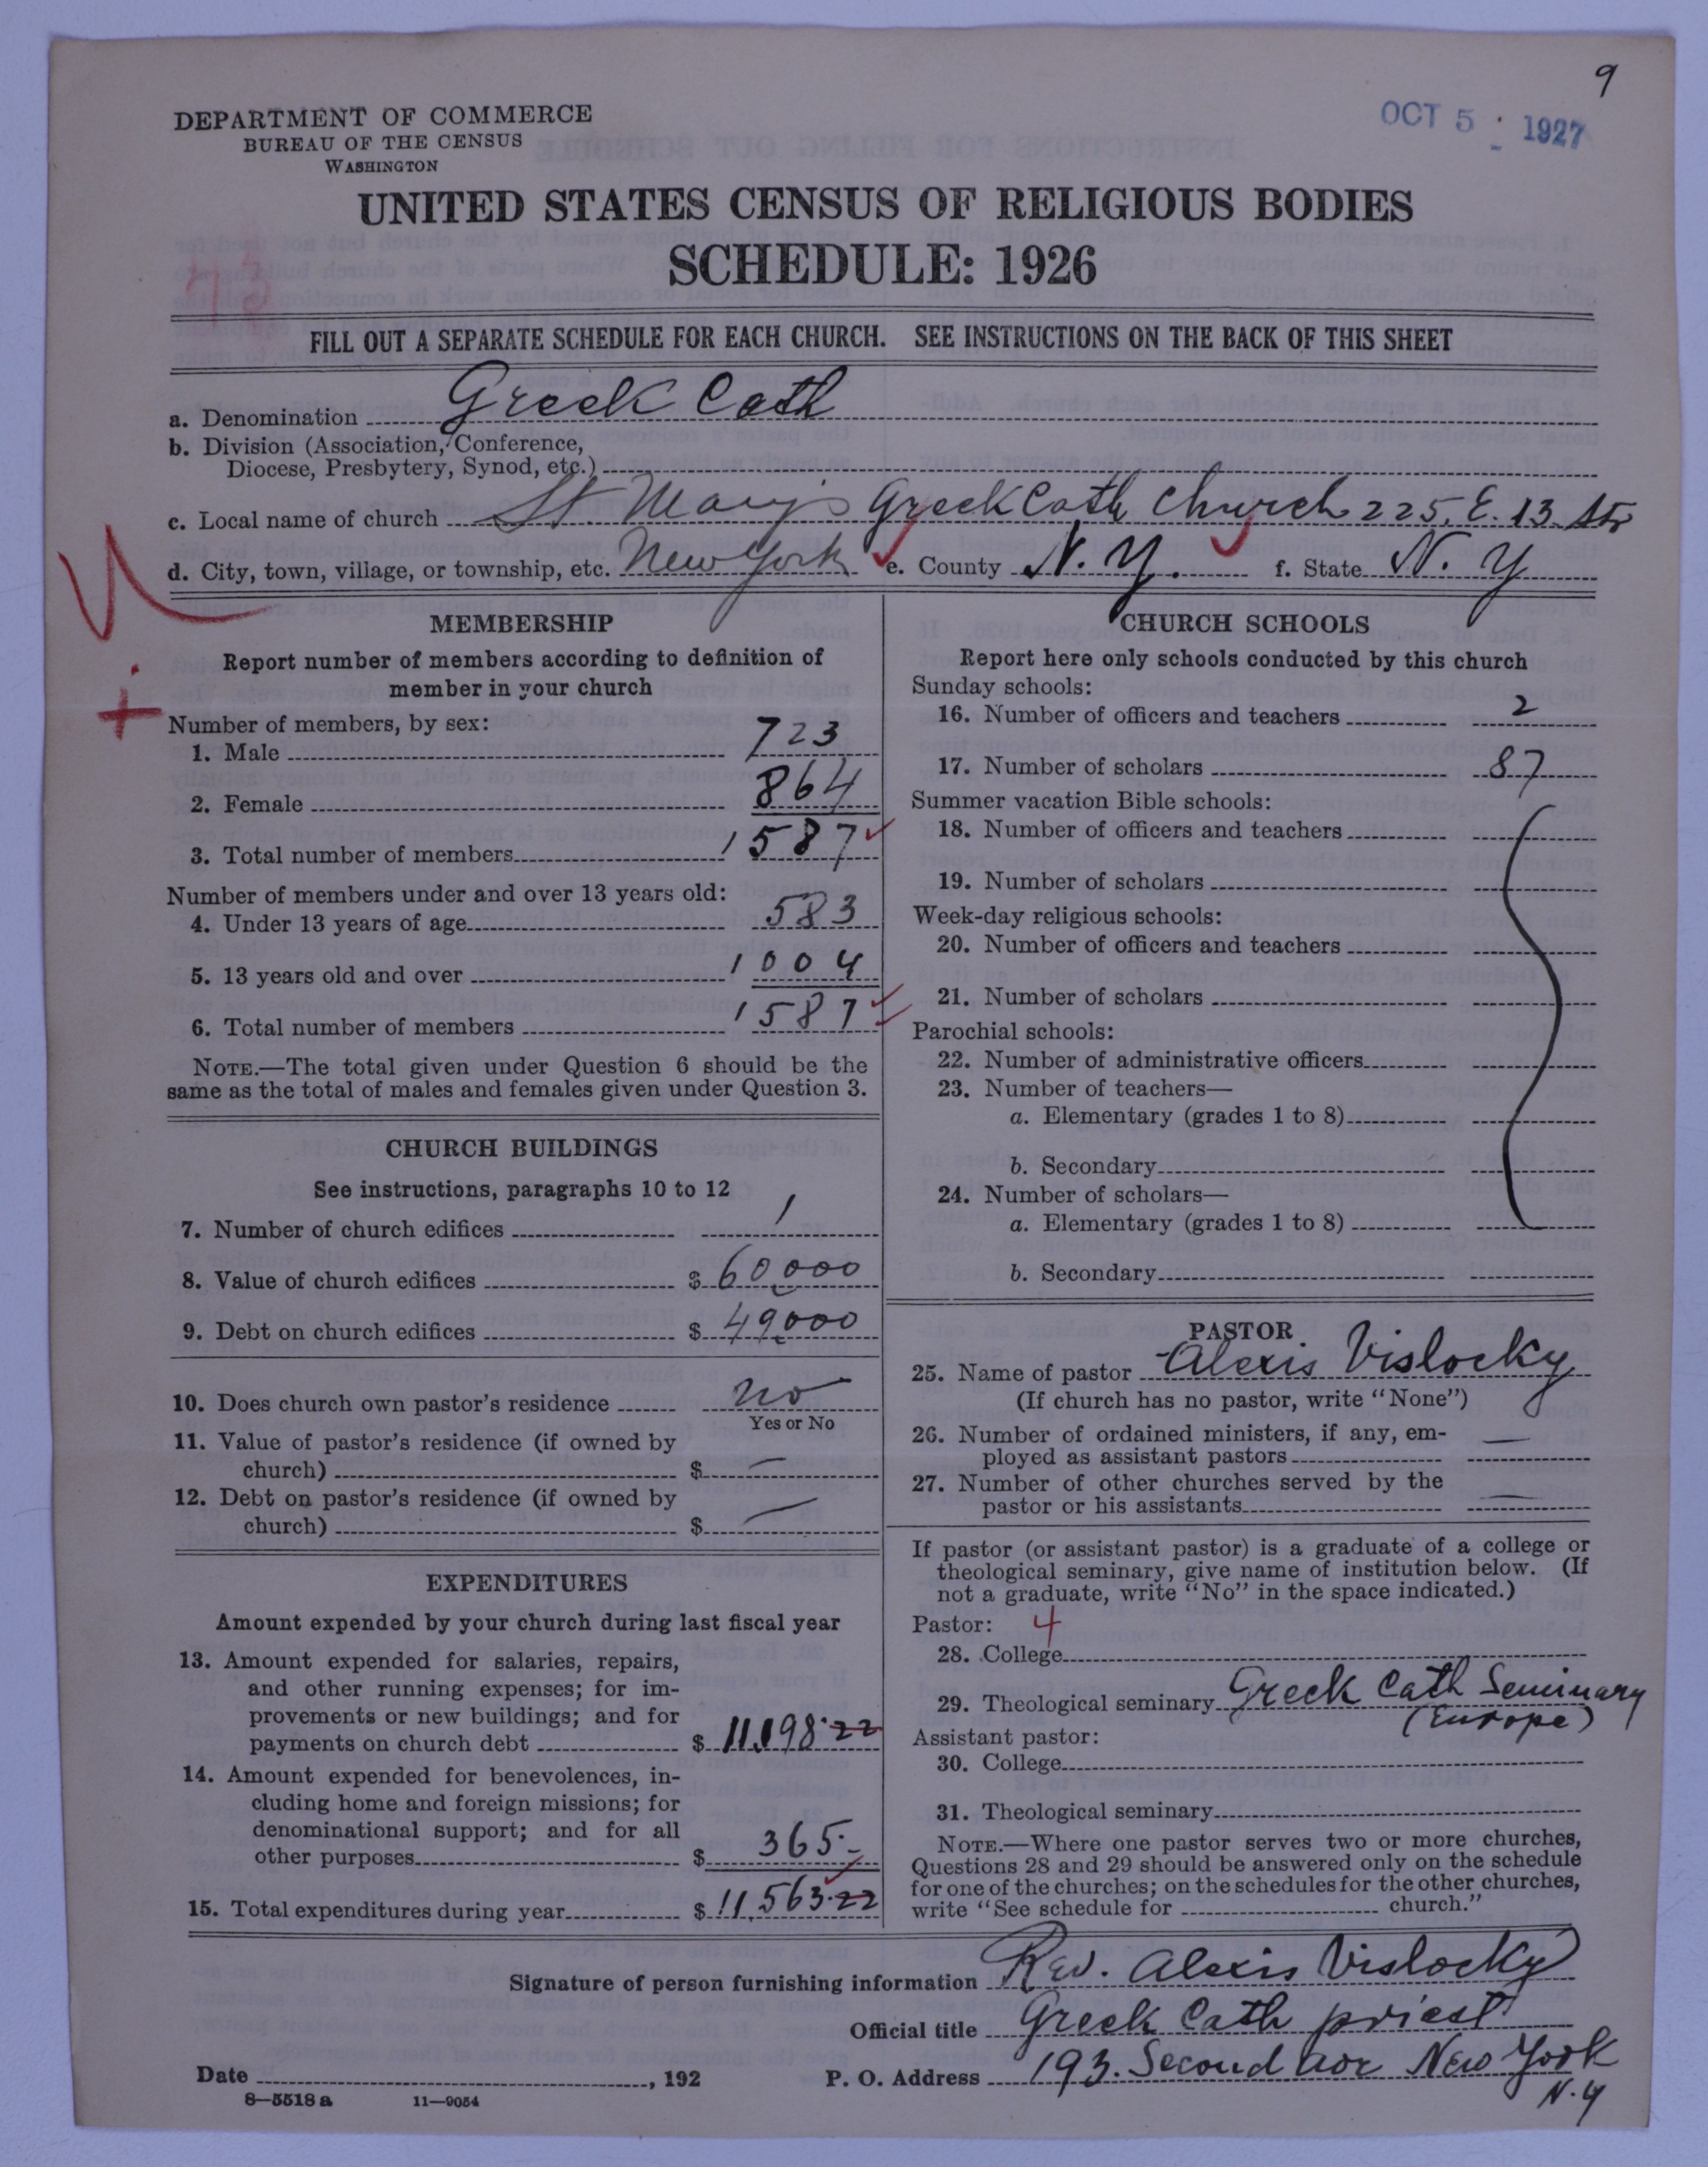 9
OCT 5 1927
DEPARTMENT OF COMMERCE
BUREAU OF THE CENSUS
WASHINGTON
UNITED STATES CENSUS OF RELIGIOUS BODIES
SCHEDULE: 1926
FILL OUT A SEPARATE SCHEDULE FOR EACH CHURCH. SEE INSTRUCTIONS ON THE BACK OF THIS SHEET
a. Denomination Greek Cath
b. Division (Association, Conference,
Diocese, Presbytery, Synod, etc.)
c. Local name of church St. Mary's Greek Cath Church 225. E. 13. Str
d. City, town, village, or township, etc. New York e. County N. Y. f. State N. Y
MEMBERSHIP
Report number of members according to definition of
member in your church
Number of members, by sex:
1. Male 723
2. Female 864
3. Total number of members 1587
Number of members under and over 13 years old:
4. Under 13 years of age 583
5. 13 years old and over 1004
6. Total number of members 1587
NOTE.—The total given under Question 6 should be the
same as the total of males and females given under Question 3.
CHURCH BUILDINGS
See instructions, paragraphs 10 to 12
7. Number of church edifices 1
8. Value of church edifices $ 60,000
9. Debt on church edifices $ 49,000
10. Does church own pastor's residence no
Yes or No
11. Value of pastor's residence (if owned by
church) $ —
12. Debt on pastor's residence (if owned by
church) $ —
EXPENDITURES
Amount expended by your church during last fiscal year
13. Amount expended for salaries, repairs,
and other running expenses; for im-
provements or new buildings; and for
payments on church debt $ 11,198.22
14. Amount expended for benevolences, in-
cluding home and foreign missions; for
denominational support; and for all
other purposes $ 365.-
15. Total expenditures during year $ 11,563.22
CHURCH SCHOOLS
Report here only schools conducted by this church
Sunday schools:
16. Number of officers and teachers 2
17. Number of scholars 87
Summer vacation Bible schools:
18. Number of officers and teachers
19. Number of scholars
Week-day religious schools:
20. Number of officers and teachers
21. Number of scholars
Parochial schools:
22. Number of administrative officers
23. Number of teachers—
a. Elementary (grades 1 to 8)
b. Secondary
24. Number of scholars—
a. Elementary (grades 1 to 8)
b. Secondary
PASTOR
25. Name of pastor Alexis Vislocky
(If church has no pastor, write "None")
26. Number of ordained ministers, if any, em-
ployed as assistant pastors —
27. Number of other churches served by the
pastor or his assistants —
If pastor (or assistant pastor) is a graduate of a college or
theological seminary, give name of institution below. (If
not a graduate, write "No" in the space indicated.)
Pastor: 4
28. College
29. Theological seminary Greek Cath Seminary
(Europe)
Assistant pastor:
30. College
31. Theological seminary
NOTE.—Where one pastor serves two or more churches,
Questions 28 and 29 should be answered only on the schedule
for one of the churches; on the schedules for the other churches,
write "See schedule for church."
Signature of person furnishing information Rev. Alexis Vislocky
Official title Greek Cath priest
Date , 192 P. O. Address 193. Second ave New York
N. Y
8—5518 a 11—9054